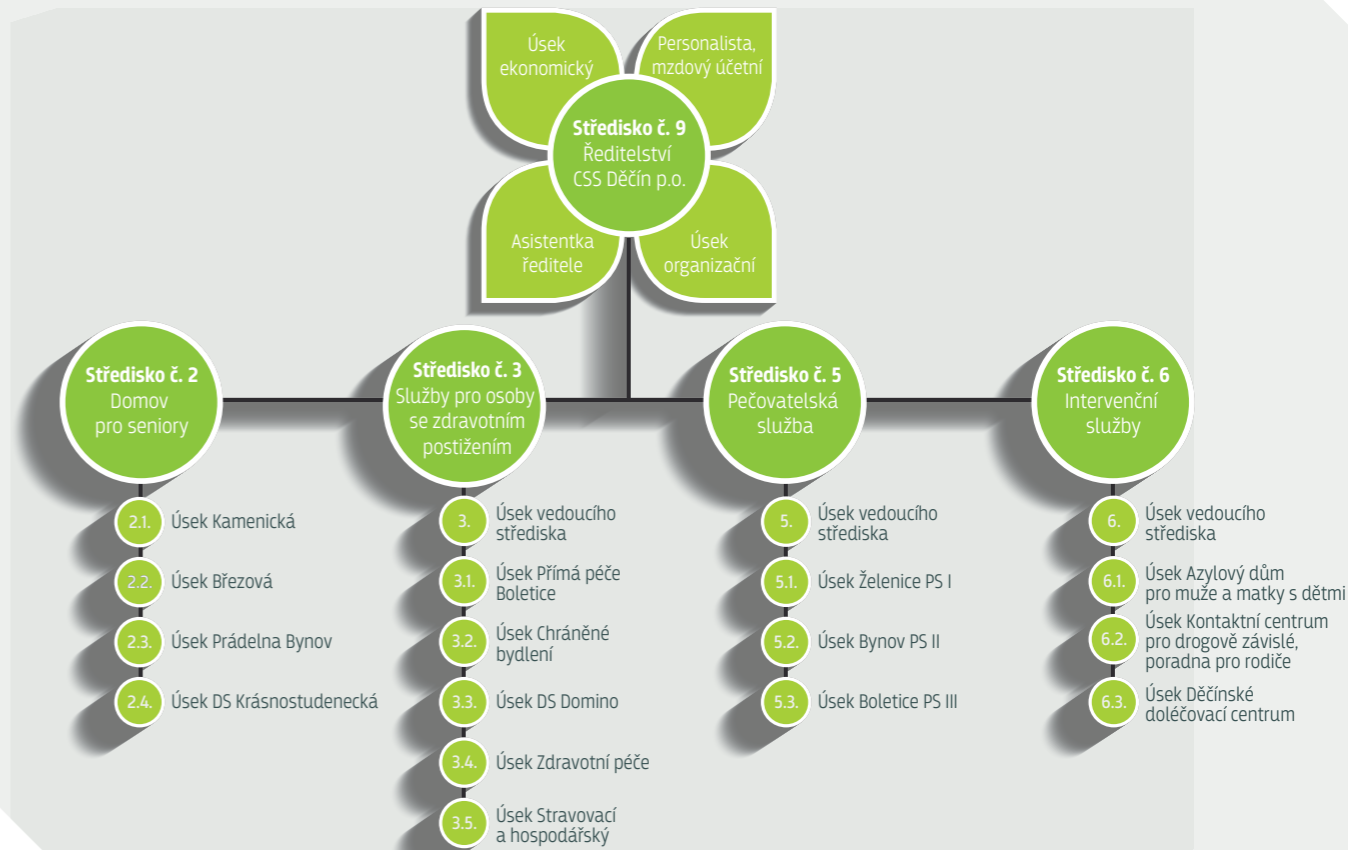 Úsek
ekonomický
Personalista,
mzdový účetní
Středisko č. 9
Ředitelství
CSS Děčín p.o.
Asistentka
ředitele
Úsek
organizační
Středisko č. 2
Domov
pro seniory
2.1. Úsek Kamenická
2.2. Úsek Březová
2.3. Úsek Prádelna Bynov
2.4. Úsek DS Krásnostudenecká
Středisko č. 3
Služby pro osoby
se zdravotním
postižením
3. Úsek vedoucího
střediska
3.1. Úsek Přímá péče
Boletice
3.2. Úsek Chráněné
bydlení
3.3. Úsek DS Domino
3.4. Úsek Zdravotní péče
3.5. Úsek Stravovací
a hospodářský
Středisko č. 5
Pečovatelská
služba
5. Úsek vedoucího
střediska
5.1. Úsek Želenice PS I
5.2. Úsek Bynov PS II
5.3. Úsek Boletice PS III
Středisko č. 6
Intervenční
služby
6. Úsek vedoucího
střediska
6.1. Úsek Azylový dům
pro muže a matky s dětmi
6.2. Úsek Kontaktní centrum
pro drogově závislé,
poradna pro rodiče
6.3. Úsek Děčínské
doléčovací centrum